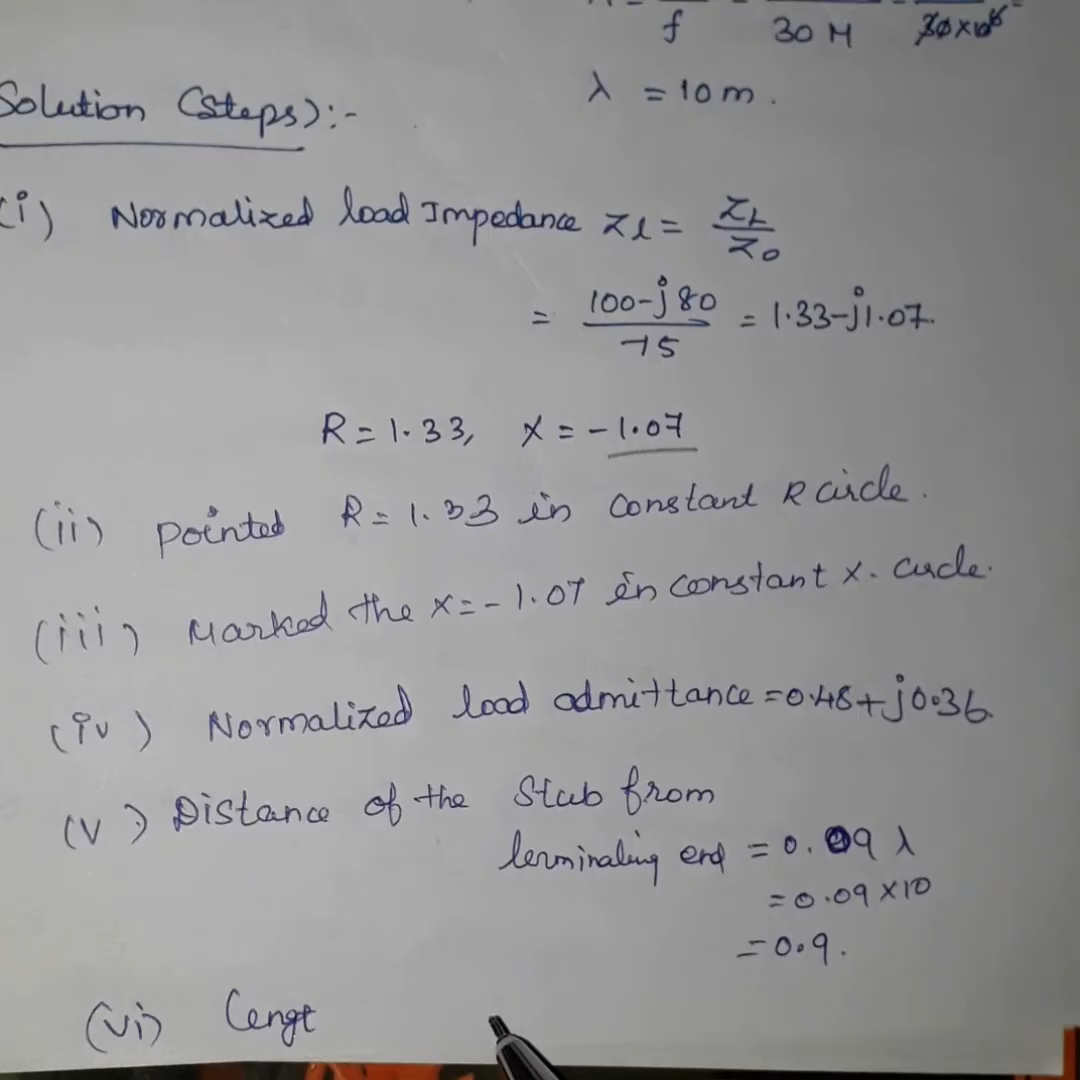 f 30 M 30×10⁶
λ = 10 m.
Solution (Steps):-
(i) Normalized load Impedance zl = ZL/Z0
= 100-j80/75 = 1.33-j1.07.
R = 1.33, X = -1.07
(ii) Pointed R = 1.33 in Constant R circle.
(iii) Marked the x = -1.07 in constant x. circle.
(iv) Normalized load admittance = 0.48+j0.36
(v) Distance of the Stub from
terminaling end = 0.09 λ
= 0.09 × 10
= 0.9.
(vi) Lengt